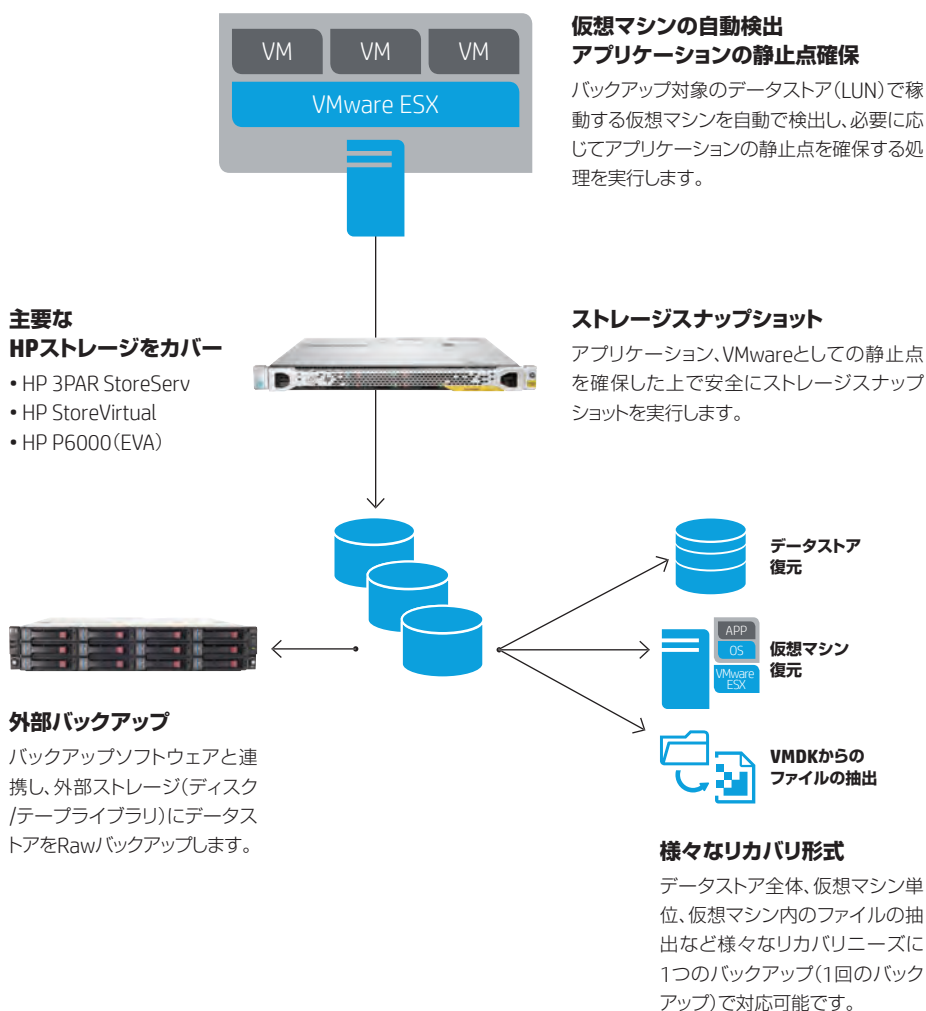 VM
VM
VM
VMware ESX
仮想マシンの自動検出
アプリケーションの静止点確保
バックアップ対象のデータストア（LUN）で稼
動する仮想マシンを自動で検出し、必要に応
じてアプリケーションの静止点を確保する処
理を実行します。
主要な
HPストレージをカバー
• HP 3PAR StoreServ
• HP StoreVirtual
• HP P6000（EVA）
ストレージスナップショット
アプリケーション、VMwareとしての静止点
を確保した上で安全にストレージスナップ
ショットを実行します。
データストア
復元
APP
OS
VMware
ESX
仮想マシン
復元
VMDKからの
ファイルの抽出
外部バックアップ
バックアップソフトウェアと連
携し、外部ストレージ（ディスク
/テープライブラリ）にデータス
トアをRawバックアップします。
様々なリカバリ形式
データストア全体、仮想マシン単
位、仮想マシン内のファイルの抽
出など様々なリカバリニーズに
1つのバックアップ（1回のバック
アップ）で対応可能です。